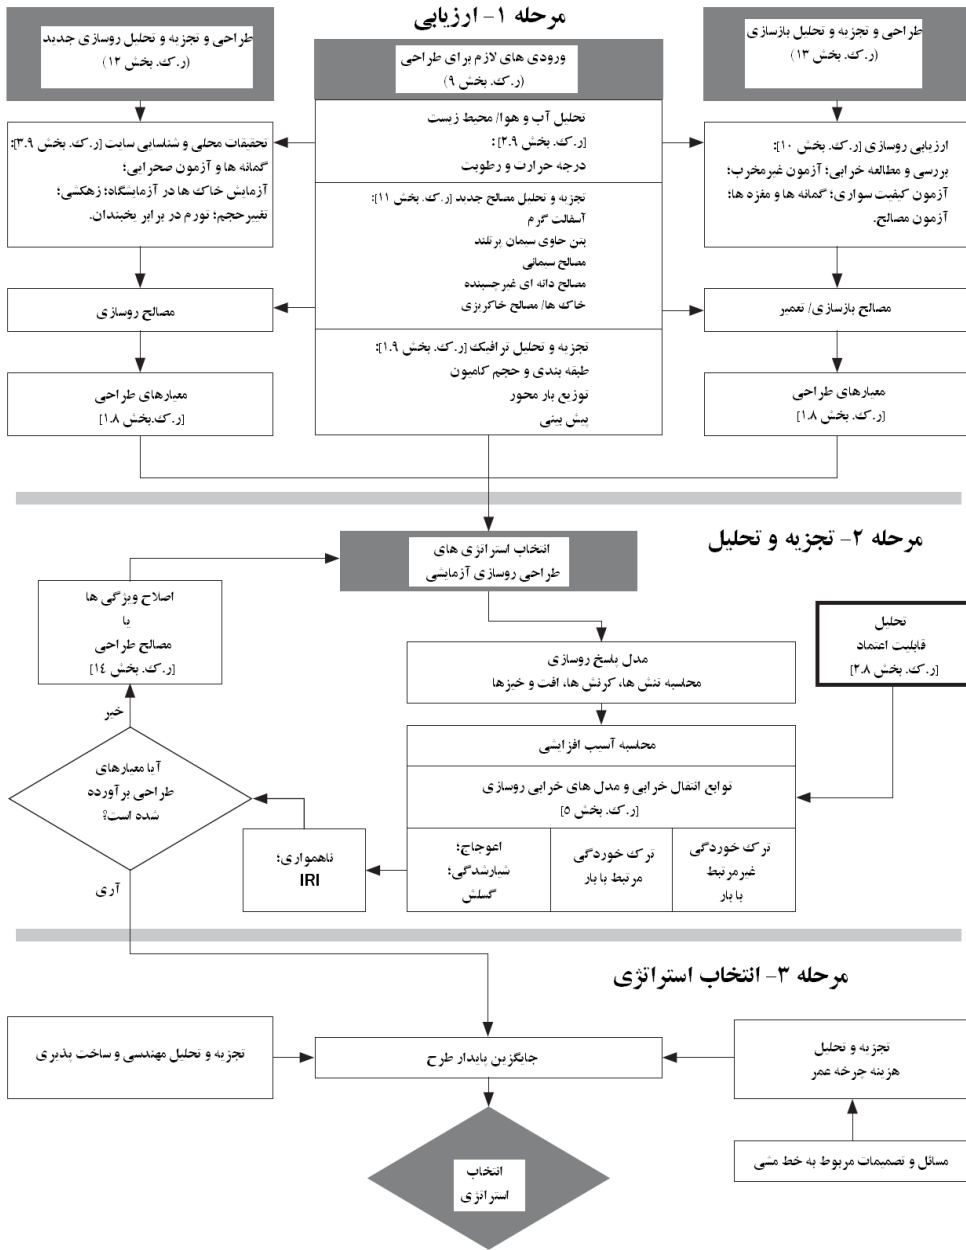 مرحله ۱- ارزیابی
طراحی و تجزیه و تحلیل بازسازی
(ر.ک. بخش ۱۳)
ورودی های لازم برای طراحی
(ر.ک. بخش ۹)
طراحی و تجزیه و تحلیل روسازی جدید
(ر.ک. بخش ۱۲)
ارزیابی روسازی [ر.ک. بخش ۱۰]:
بررسی و مطالعه خرابی؛ آزمون غیرمخرب؛
آزمون کیفیت سواری؛ گمانه ها و مغزه ها؛
آزمون مصالح.
تحلیل آب و هوا/ محیط زیست
[ر.ک. بخش ۲.۹] :
درجه حرارت و رطوبت
تحقیقات محلی و شناسایی سایت [ر.ک. بخش ۳.۹]:
گمانه ها و آزمون صحرایی؛
آزمایش خاک ها در آزمایشگاه؛ زهکشی؛
تغییرحجم؛ تورم در برابر یخبندان.
تجزیه و تحلیل مصالح جدید [ر.ک. بخش ۱۱]:
آسفالت گرم
بتن حاوی سیمان پرتلند
مصالح سیمانی
مصالح دانه ای غیرچسبنده
خاک ها/ مصالح خاکریزی
مصالح بازسازی/ تعمیر
مصالح روسازی
تجزیه و تحلیل ترافیک [ر.ک. بخش ۱.۹]:
طبقه بندی و حجم کامیون
توزیع بار محور
پیش بینی
معیارهای طراحی
[ر.ک. بخش ۱.۸]
معیارهای طراحی
[ر.ک.بخش ۱.۸]
مرحله ۲- تجزیه و تحلیل
انتخاب استراتژی های
طراحی روسازی آزمایشی
تحلیل
قابلیت اعتماد
[ر.ک. بخش ۲.۸]
اصلاح ویژگی ها
یا
مصالح طراحی
[ر.ک. بخش ۱۴]
مدل پاسخ روسازی
محاسبه تنش ها، کرنش ها، افت و خیزها
خیر
محاسبه آسیب افزایشی
آیا معیارهای
طراحی برآورده
شده است؟
توابع انتقال خرابی و مدل های خرابی روسازی
[ر.ک. بخش ۵]
ترک خوردگی
غیرمرتبط
با بار
ترک خوردگی
مرتبط با بار
اعوجاج؛
شیارشدگی؛
گسلش
ناهمواری؛
IRI
آری
مرحله ۳- انتخاب استراتژی
تجزیه و تحلیل
هزینه چرخه عمر
جایگزین پایدار طرح
تجزیه و تحلیل مهندسی و ساخت پذیری
مسائل و تصمیمات مربوط به خط مشی
انتخاب
استراتژی